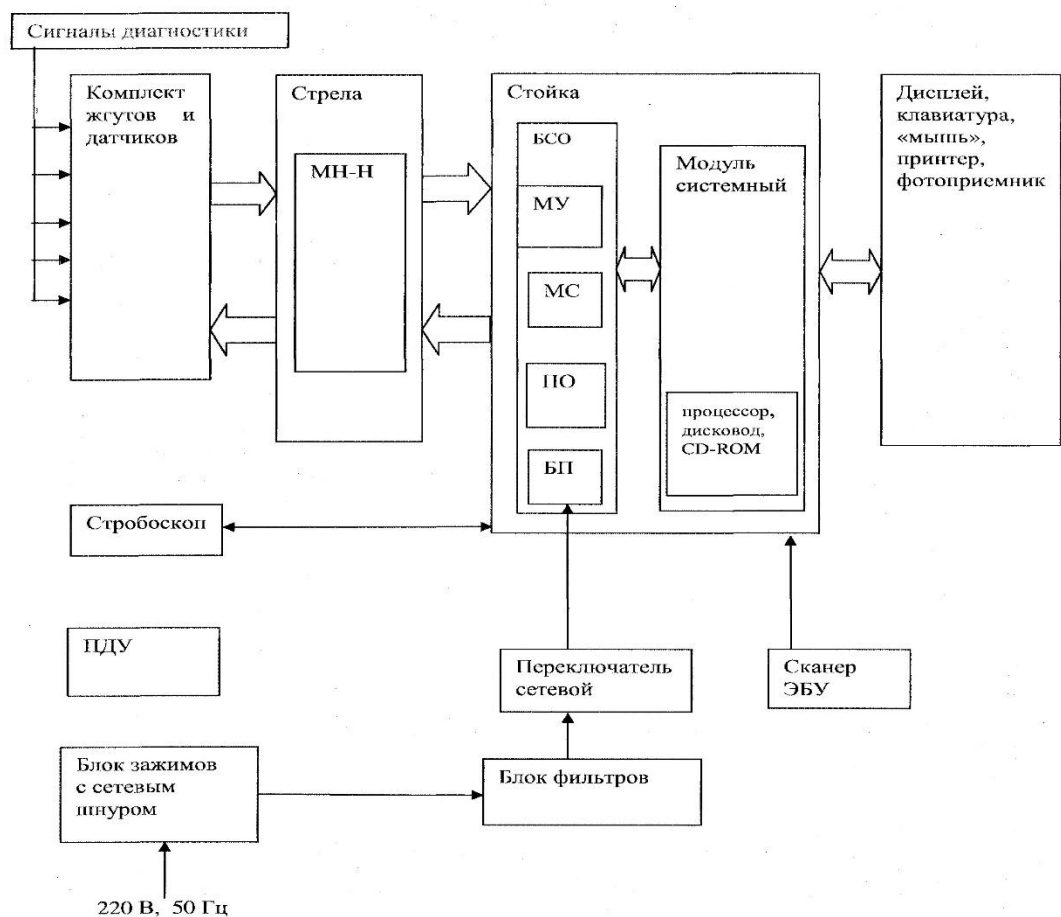 Сигналы диагностики
Комплект
жгутов и
датчиков
Стрела
МН-Н
Стойка
БСО
МУ
МС
ПО
БП
Модуль
системный
процессор,
дисковод,
CD-ROM
Дисплей,
клавиатура,
«мышь»,
принтер,
фотоприемник
Стробоскоп
ПДУ
Переключатель
сетевой
Сканер
ЭБУ
Блок зажимов
с сетевым
шнуром
Блок фильтров
220 В, 50 Гц